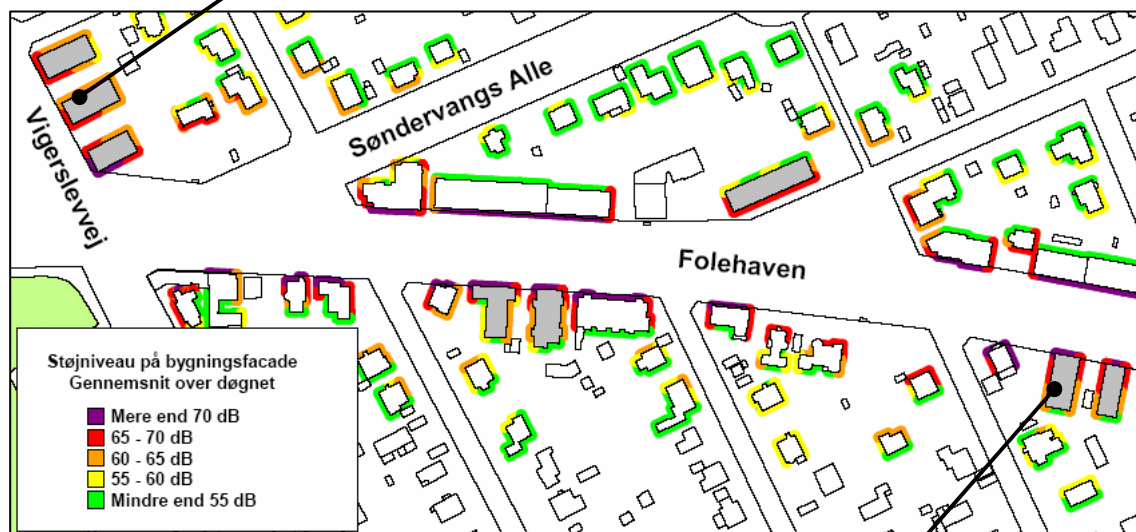 Søndervangs Alle
Vigerslevvej
Folehaven
Støjniveau på bygningsfacade
Gennemsnit over døgnet
Mere end 70 dB
65 - 70 dB
60 - 65 dB
55 - 60 dB
Mindre end 55 dB